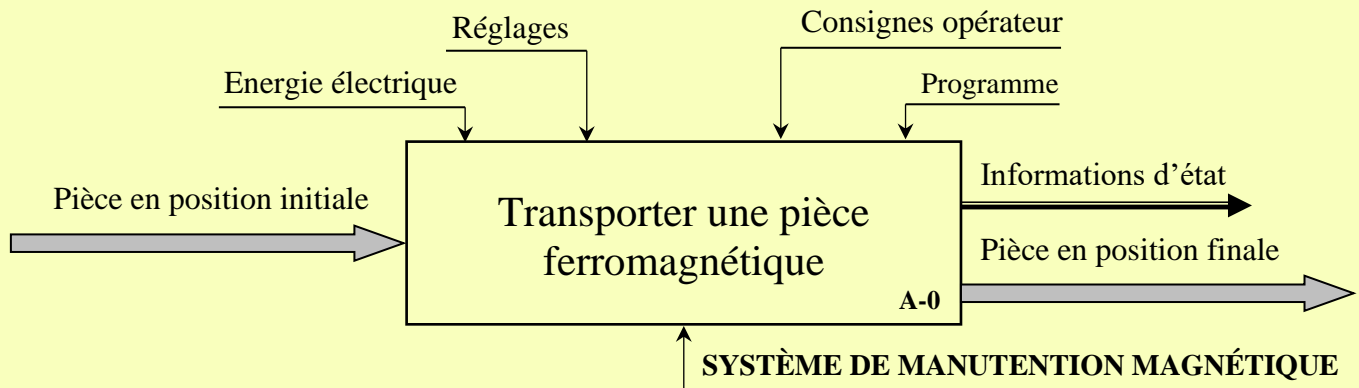 Réglages
Consignes opérateur
Energie électrique
Programme
Pièce en position initiale
Transporter une pièce
ferromagnétique
A-0
Informations d’état
Pièce en position finale
SYSTÈME DE MANUTENTION MAGNÉTIQUE